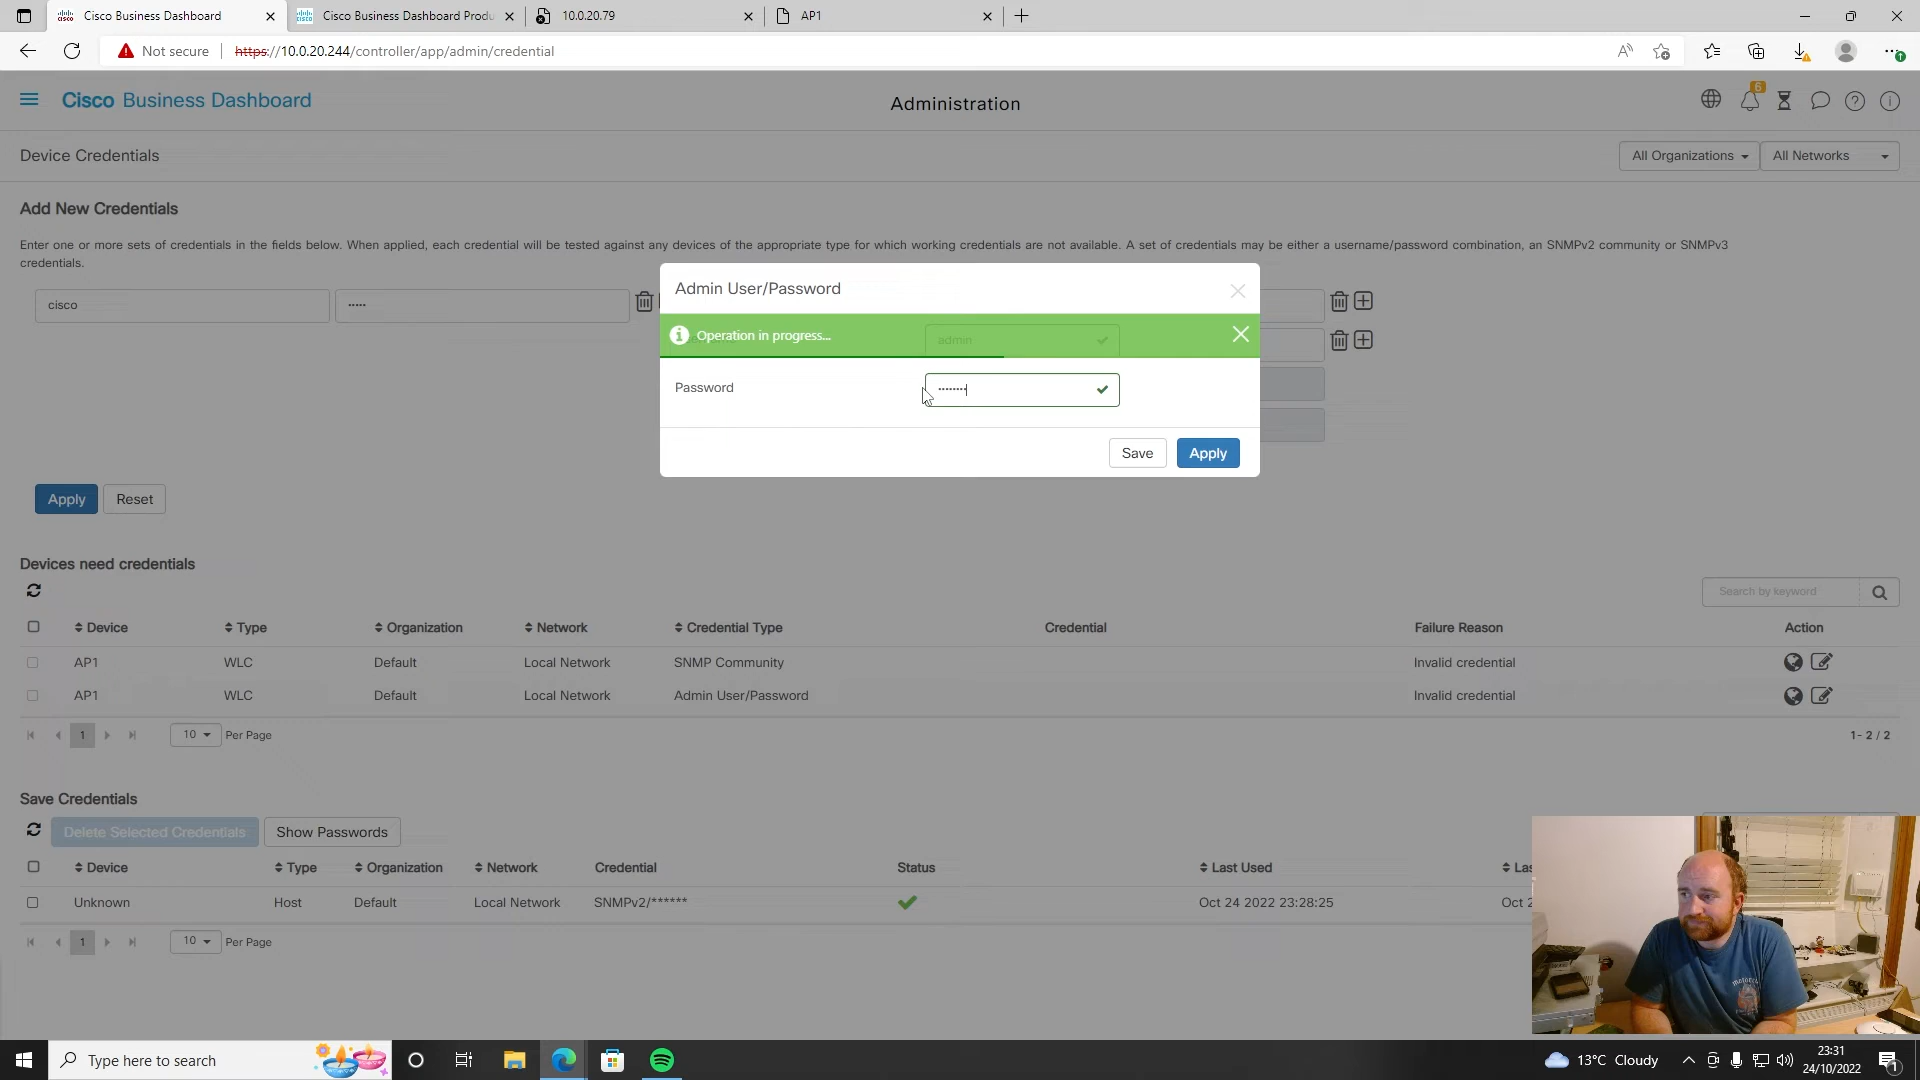 Cisco Business Dashboard
Cisco Business Dashboard Produ
10.0.20.79
AP1
Not secure
https://10.0.20.244/controller/app/admin/credential
Cisco Business Dashboard
Administration
6
Device Credentials
All Organizations
All Networks
Add New Credentials
Enter one or more sets of credentials in the fields below. When applied, each credential will be tested against any devices of the appropriate type for which working credentials are not available. A set of credentials may be either a username/password combination, an SNMPv2 community or SNMPv3
credentials.
cisco •••••
Admin User/Password
Operation in progress...
admin
Password ••••••••
Save Apply
Apply Reset
Devices need credentials
Search by keyword
Device Type Organization Network Credential Type Credential Failure Reason Action
AP1 WLC Default Local Network SNMP Community Invalid credential
AP1 WLC Default Local Network Admin User/Password Invalid credential
1 10 Per Page 1- 2 / 2
Save Credentials
Delete Selected Credentials Show Passwords
Device Type Organization Network Credential Status Last Used Las
Unknown Host Default Local Network SNMPv2/****** Oct 24 2022 23:28:25 Oct 2
1 10 Per Page
Type here to search
13°C Cloudy
23:31
24/10/2022
1